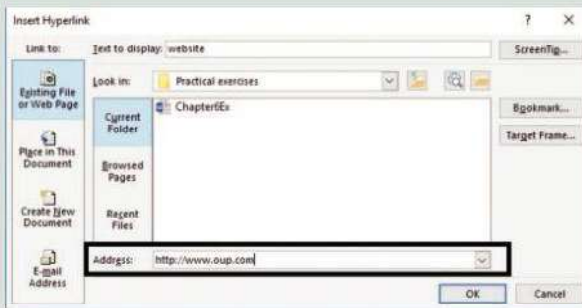 Insert Hyperlink ? ×
Link to: Text to display: website ScreenTip...
Existing File or Web Page
Look in: Practical exercises
Current Folder
Chapter6Ex
Bookmark...
Target Frame...
Place in This Document
Browsed Pages
Create New Document
Recent Files
E-mail Address
Address: http://www.oup.com
OK Cancel